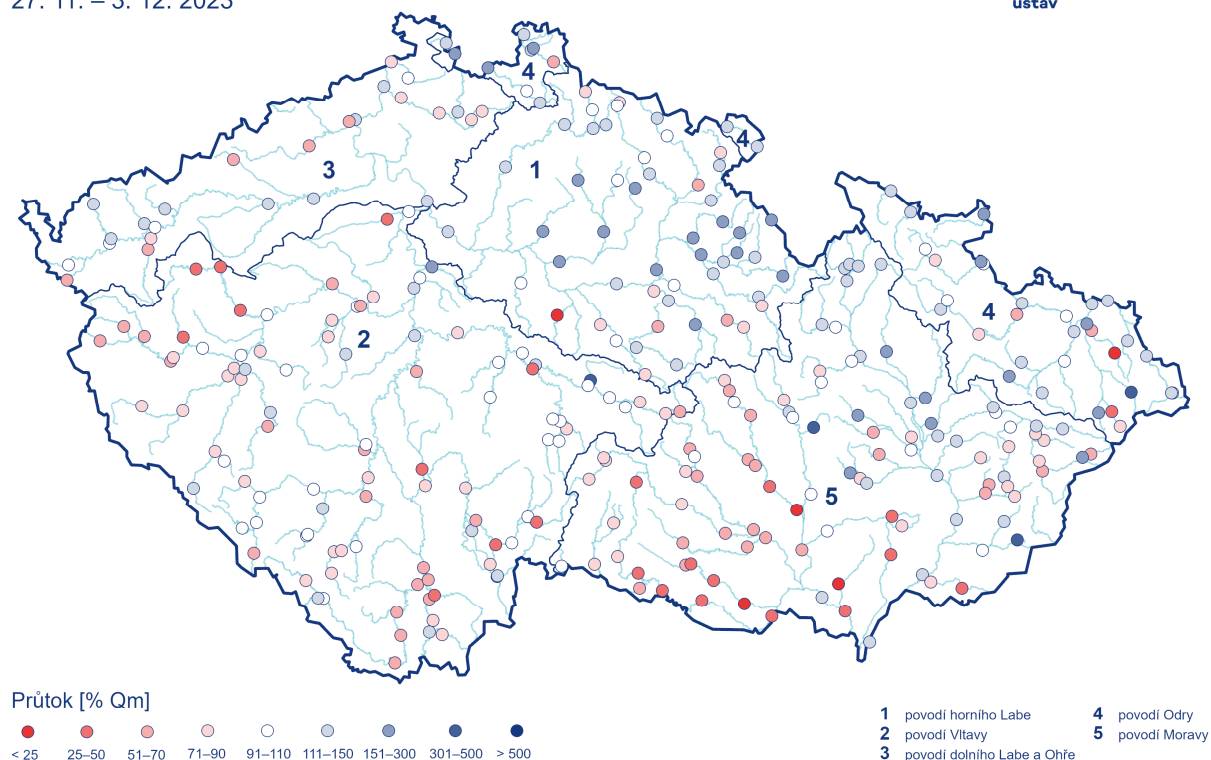 27. 11. – 3. 12. 2023
ústav
4
4
3
1
4
2
5
Průtok [% Qm]
< 25
25–50
51–70
71–90
91–110
111–150
151–300
301–500
> 500
1 povodí horního Labe
2 povodí Vltavy
3 povodí dolního Labe a Ohře
4 povodí Odry
5 povodí Moravy